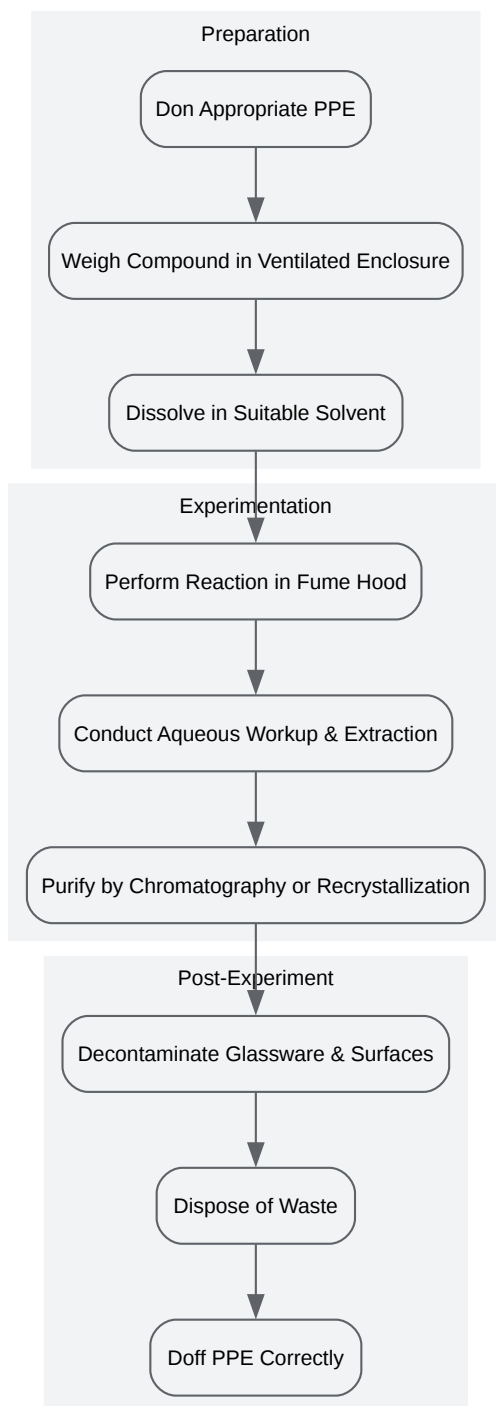 Preparation
Don Appropriate PPE
Weigh Compound in Ventilated Enclosure
Dissolve in Suitable Solvent
Experimentation
Perform Reaction in Fume Hood
Conduct Aqueous Workup & Extraction
Purify by Chromatography or Recrystallization
Post-Experiment
Decontaminate Glassware & Surfaces
Dispose of Waste
Doff PPE Correctly